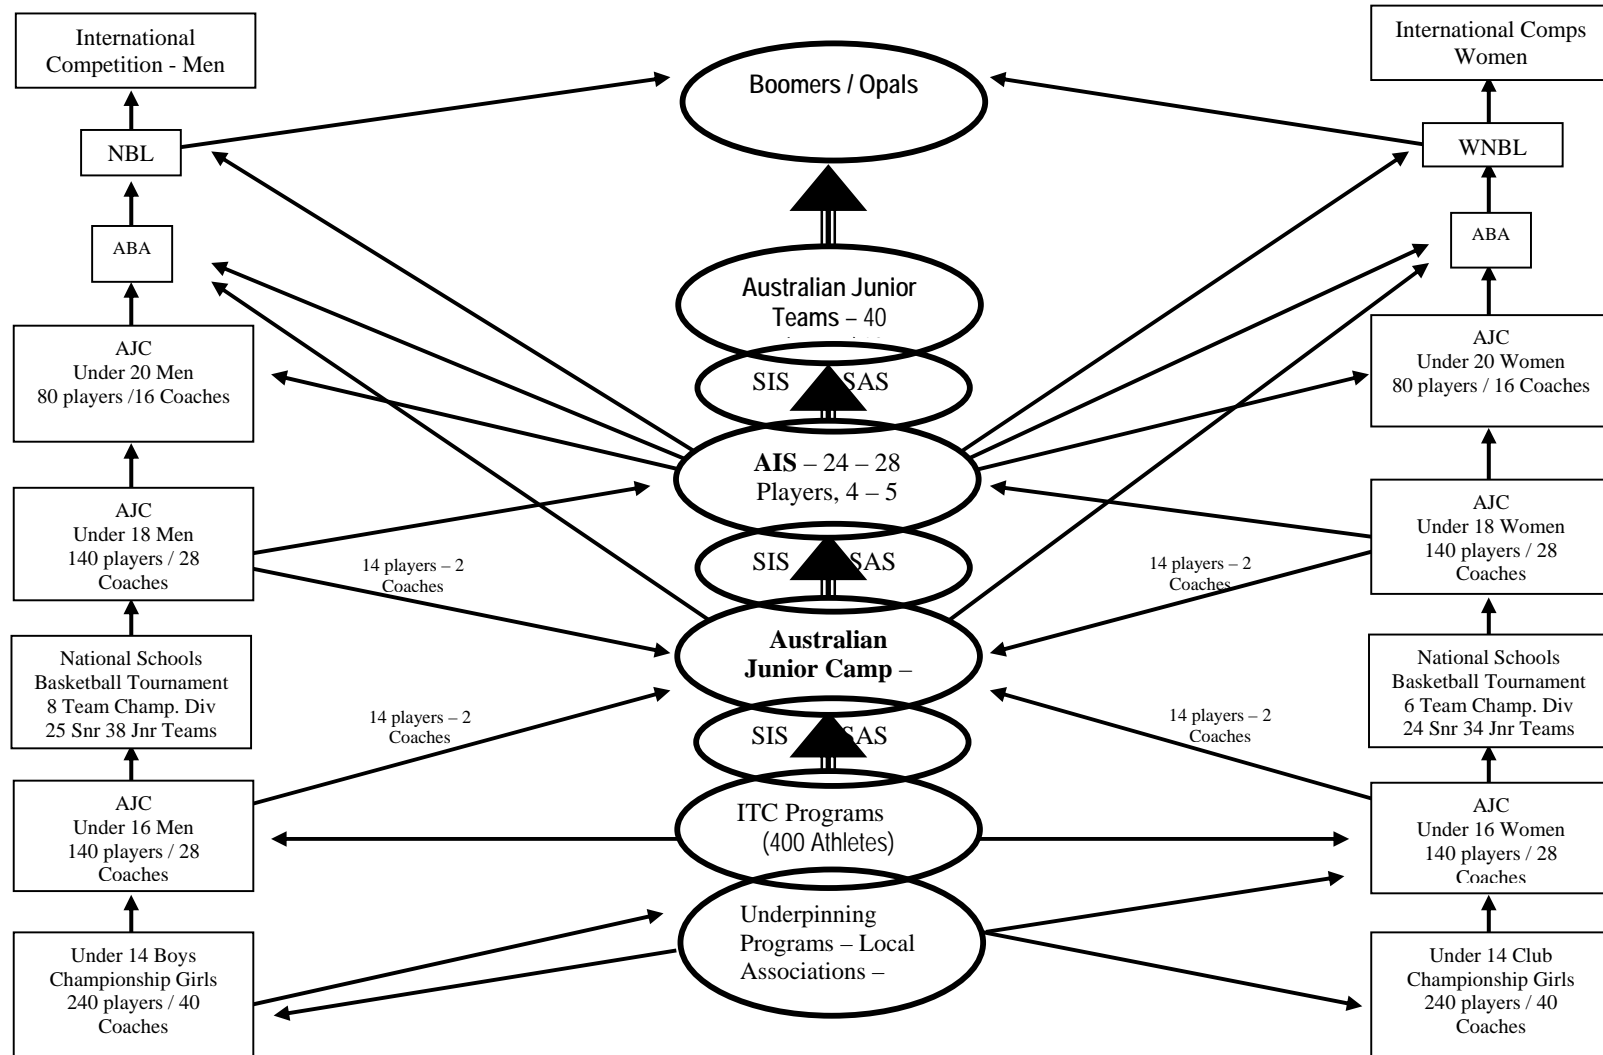 International
Competition - Men
NBL
ABA
AJC
Under 20 Men
80 players /16 Coaches
AJC
Under 18 Men
140 players / 28
Coaches
National Schools
Basketball Tournament
8 Team Champ. Div
25 Snr 38 Jnr Teams
AJC
Under 16 Men
140 players / 28
Coaches
Under 14 Boys
Championship Girls
240 players / 40
Coaches
14 players – 2
Coaches
14 players – 2
Coaches
Boomers / Opals
Australian Junior
Teams – 40
SIS SAS
AIS – 24 – 28
Players, 4 – 5
SIS SAS
Australian
Junior Camp –
SIS SAS
ITC Programs
(400 Athletes)
Underpinning
Programs – Local
Associations –
14 players – 2
Coaches
14 players – 2
Coaches
International Comps
Women
WNBL
ABA
AJC
Under 20 Women
80 players / 16 Coaches
AJC
Under 18 Women
140 players / 28
Coaches
National Schools
Basketball Tournament
6 Team Champ. Div
24 Snr 34 Jnr Teams
AJC
Under 16 Women
140 players / 28
Coaches
Under 14 Club
Championship Girls
240 players / 40
Coaches